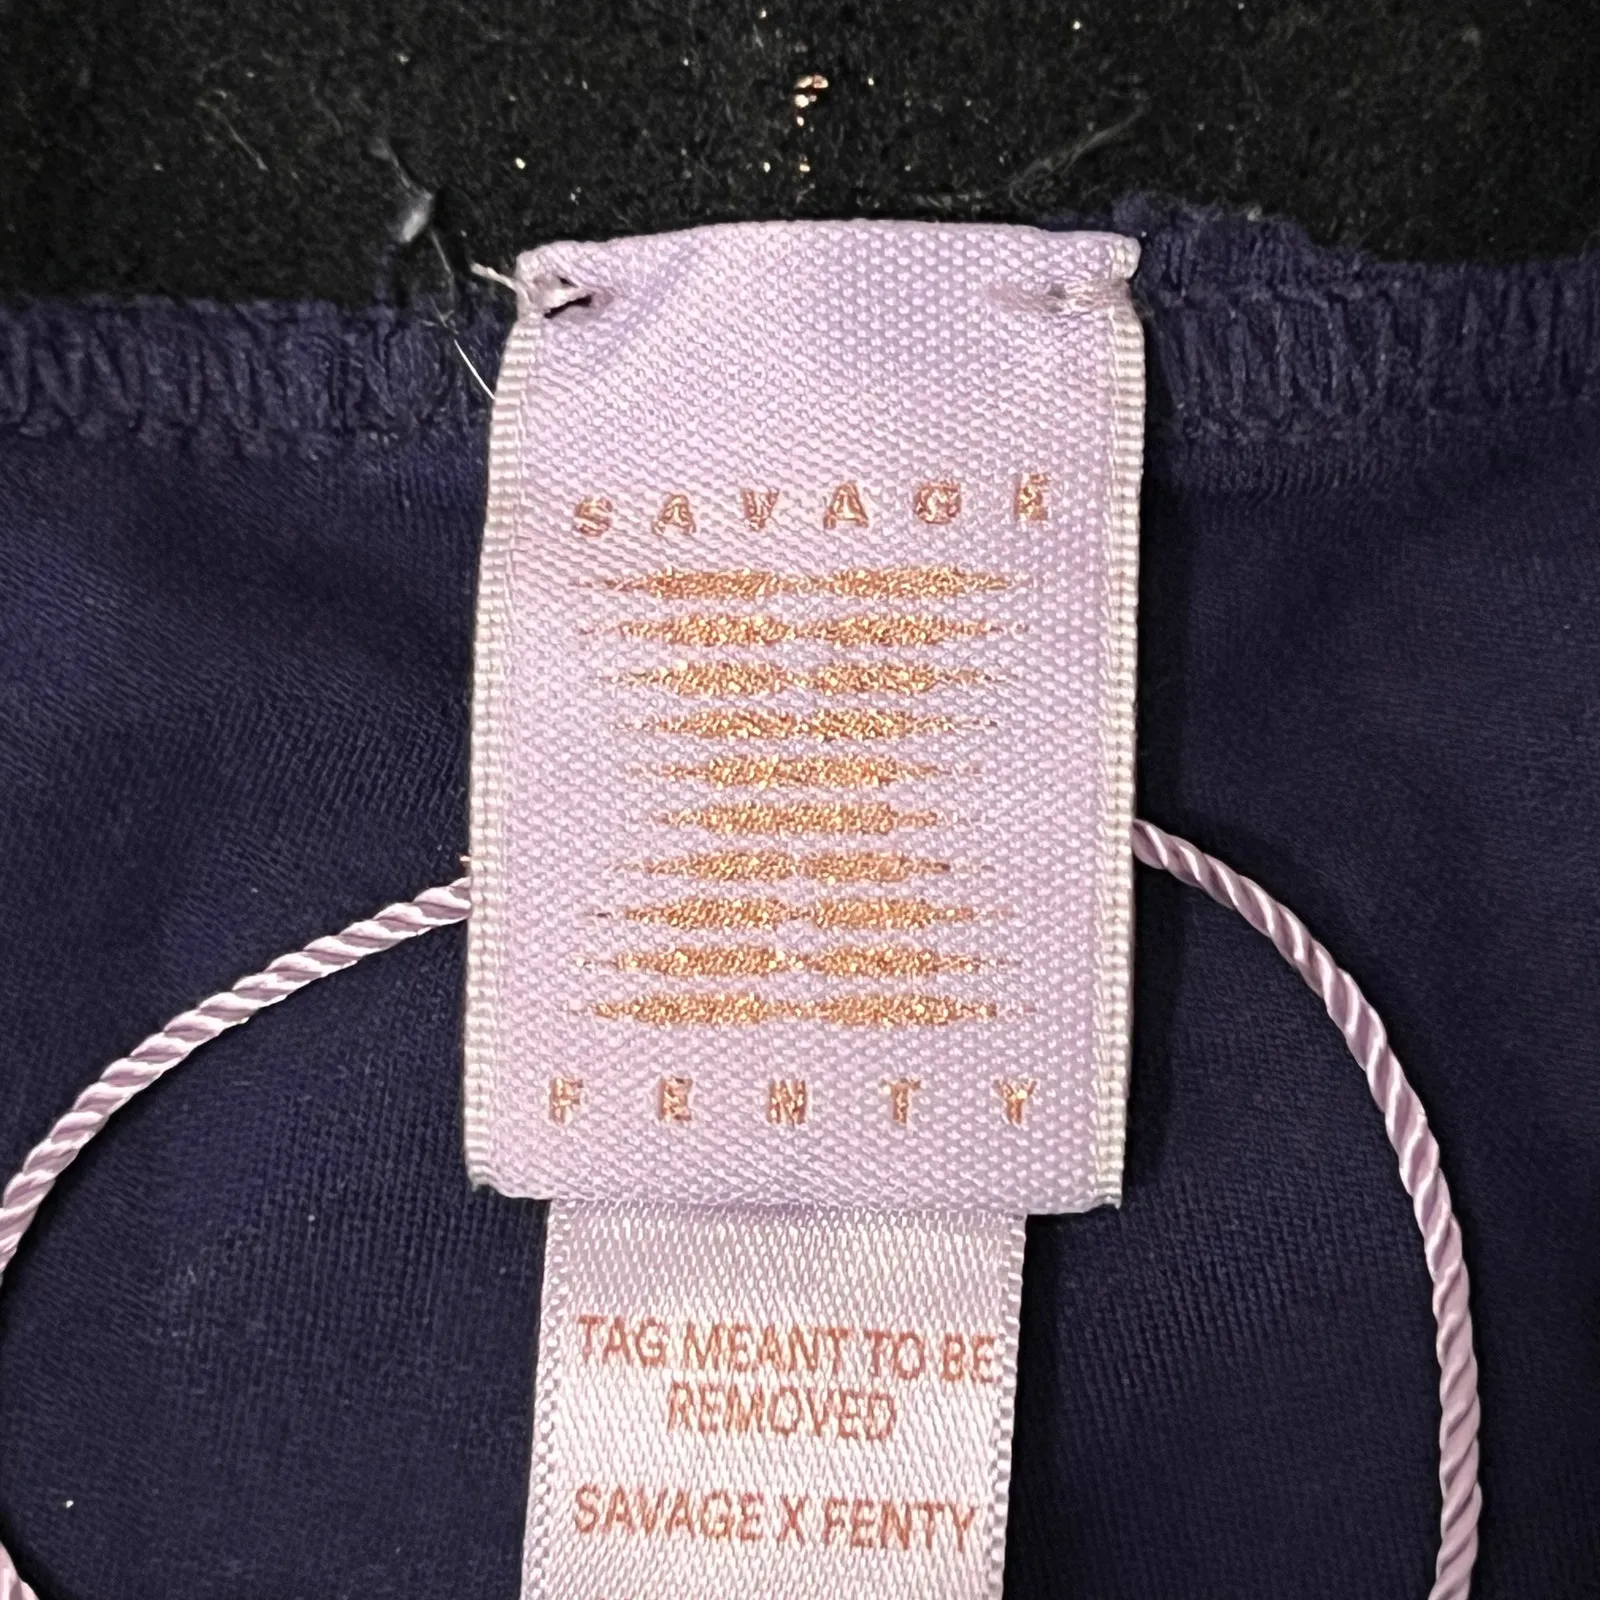 SAVAGE
FENTY
TAG MEANT TO BE
REMOVED
SAVAGE X FENTY